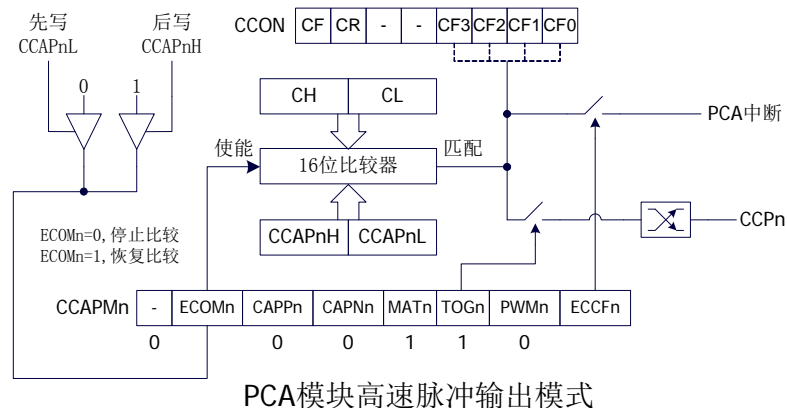 先写
CCAPnL
后写
CCAPnH
CCON CF CR - - CF3 CF2 CF1 CF0
0 1
CH CL
PCA中断
使能
16位比较器
匹配
CCAPnH CCAPnL
CCPn
ECOMn=0,停止比较
ECOMn=1,恢复比较
CCAPMn - ECOMn CAPPn CAPNn MATn TOGn PWMn ECCFn
0 0 0 1 1 0
PCA模块高速脉冲输出模式